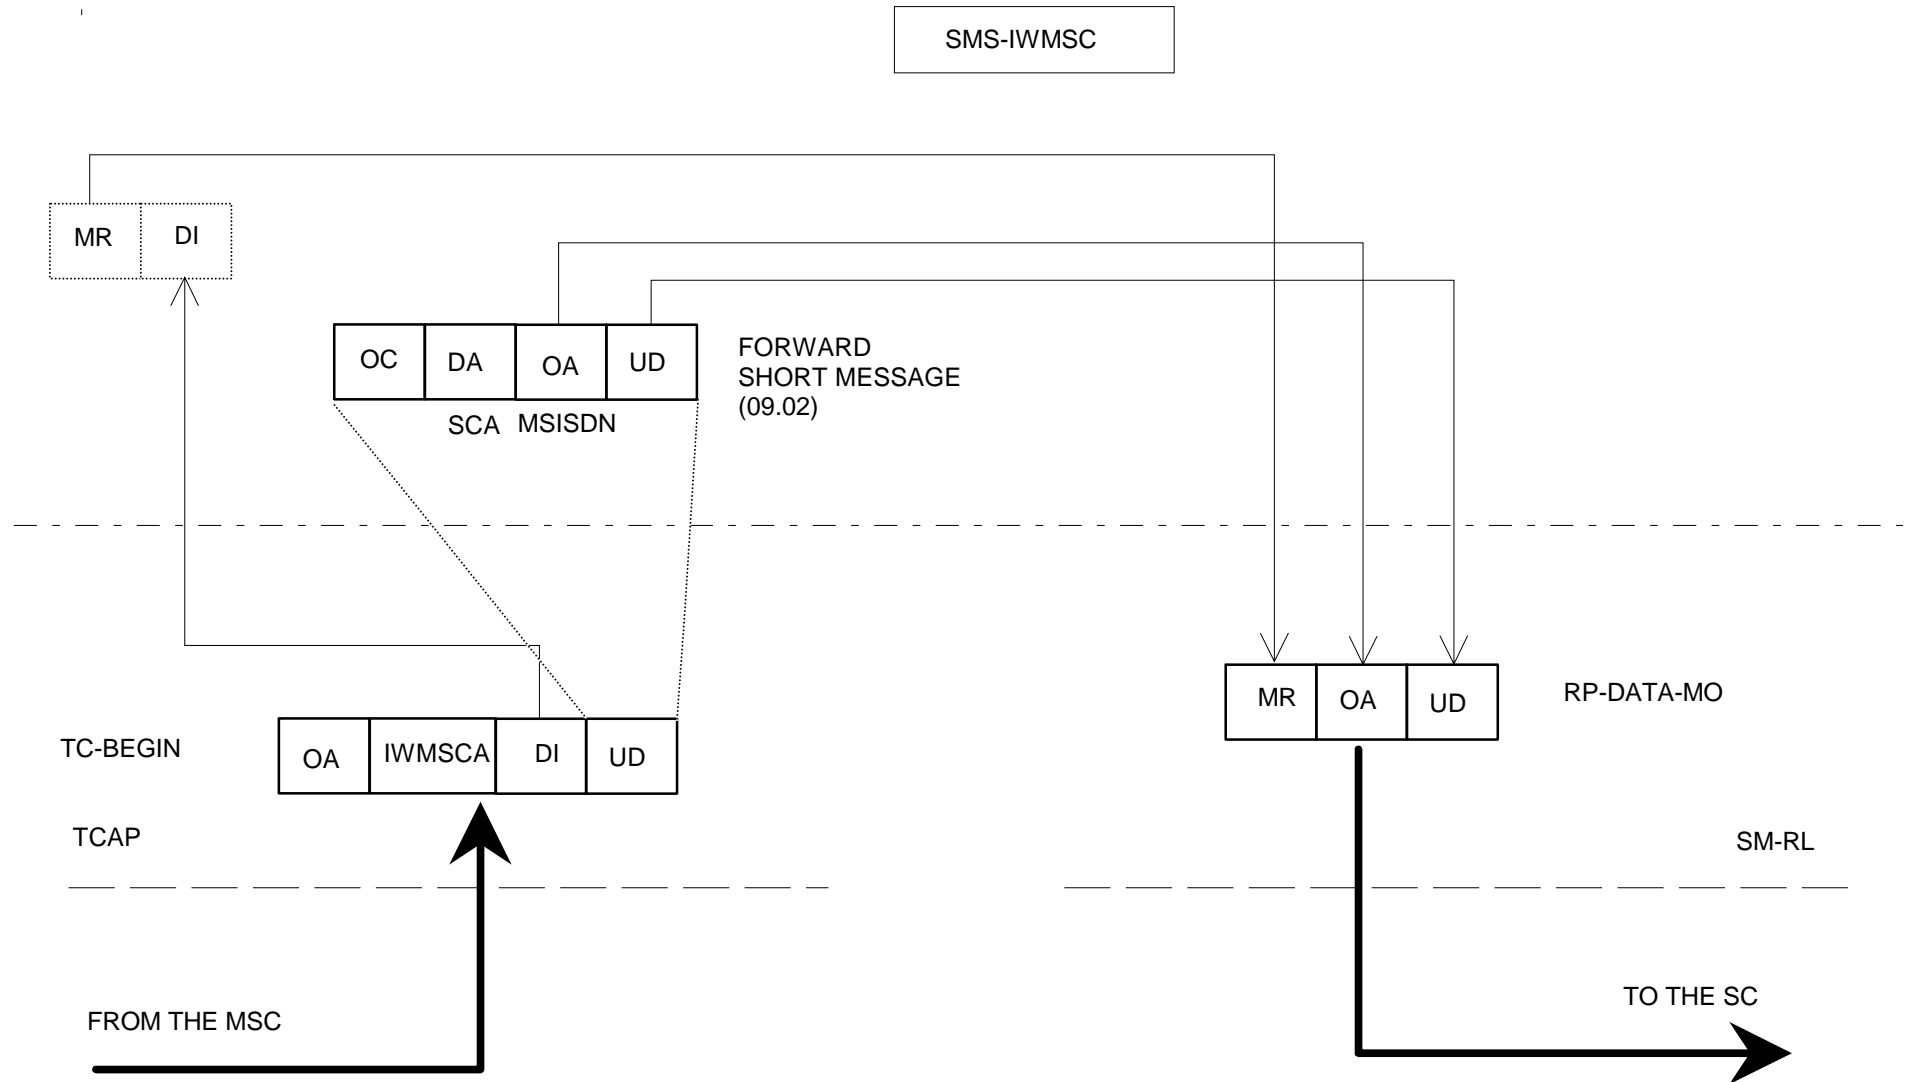 SMS-IWMSC
MR DI
OC DA OA UD
SCA MSISDN
FORWARD
SHORT MESSAGE
(09.02)
MR OA UD
RP-DATA-MO
TC-BEGIN
OA IWMSCA DI UD
TCAP
SM-RL
TO THE SC
FROM THE MSC